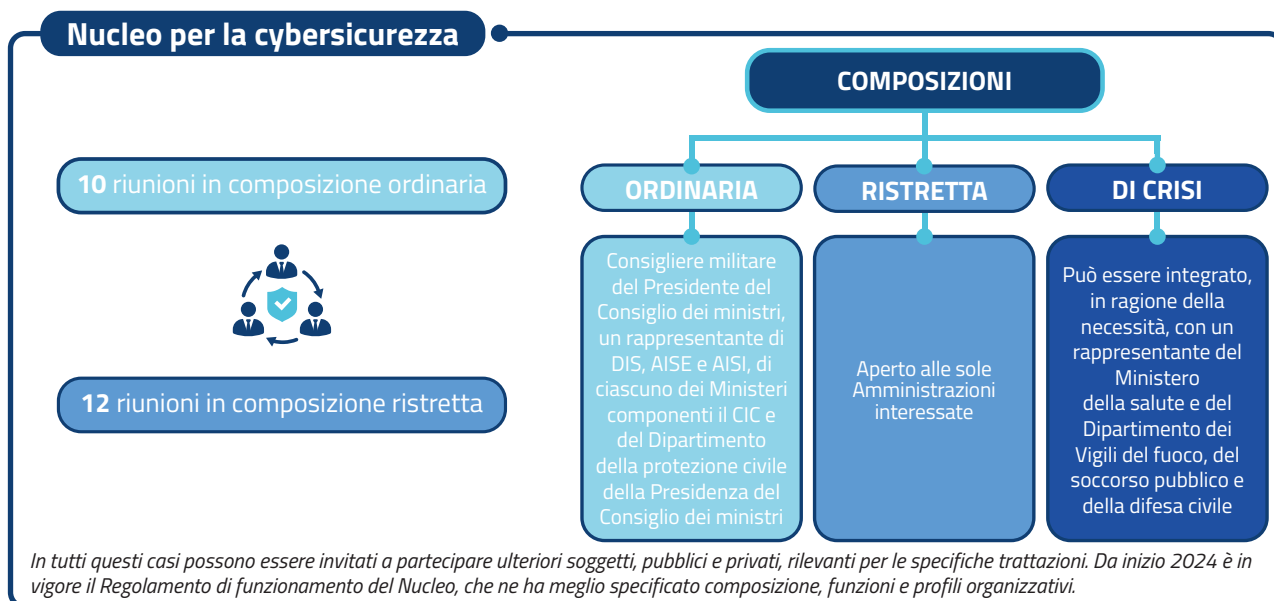 Nucleo per la cybersicurezza
10 riunioni in composizione ordinaria
12 riunioni in composizione ristretta
COMPOSIZIONI
ORDINARIA
Consigliere militare
del Presidente del
Consiglio dei ministri,
un rappresentante di
DIS, AISE e AISI, di
ciascuno dei Ministeri
componenti il CIC e
del Dipartimento
della protezione civile
della Presidenza del
Consiglio dei ministri
RISTRETTA
Aperto alle sole
Amministrazioni
interessate
DI CRISI
Può essere integrato,
in ragione della
necessità, con un
rappresentante del
Ministero
della salute e del
Dipartimento dei
Vigili del fuoco, del
soccorso pubblico e
della difesa civile
In tutti questi casi possono essere invitati a partecipare ulteriori soggetti, pubblici e privati, rilevanti per le specifiche trattazioni. Da inizio 2024 è in
vigore il Regolamento di funzionamento del Nucleo, che ne ha meglio specificato composizione, funzioni e profili organizzativi.